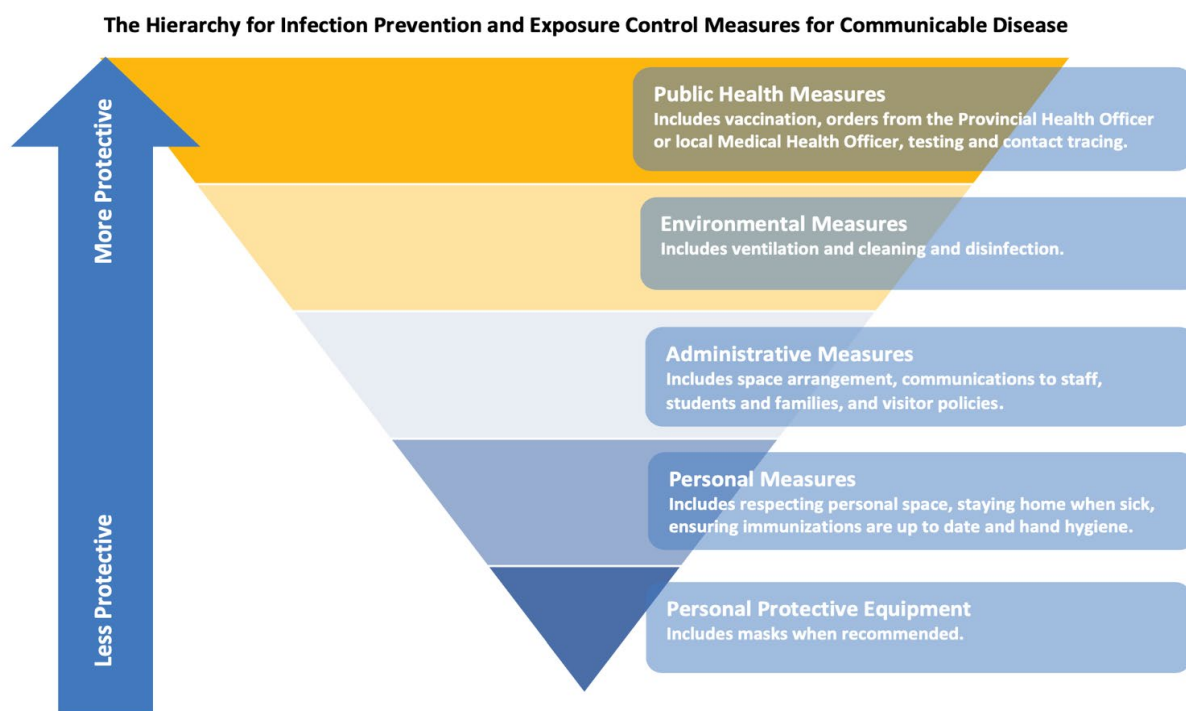 The Hierarchy for Infection Prevention and Exposure Control Measures for Communicable Disease
More Protective
Less Protective
Public Health Measures
Includes vaccination, orders from the Provincial Health Officer
or local Medical Health Officer, testing and contact tracing.
Environmental Measures
Includes ventilation and cleaning and disinfection.
Administrative Measures
Includes space arrangement, communications to staff,
students and families, and visitor policies.
Personal Measures
Includes respecting personal space, staying home when sick,
ensuring immunizations are up to date and hand hygiene.
Personal Protective Equipment
Includes masks when recommended.